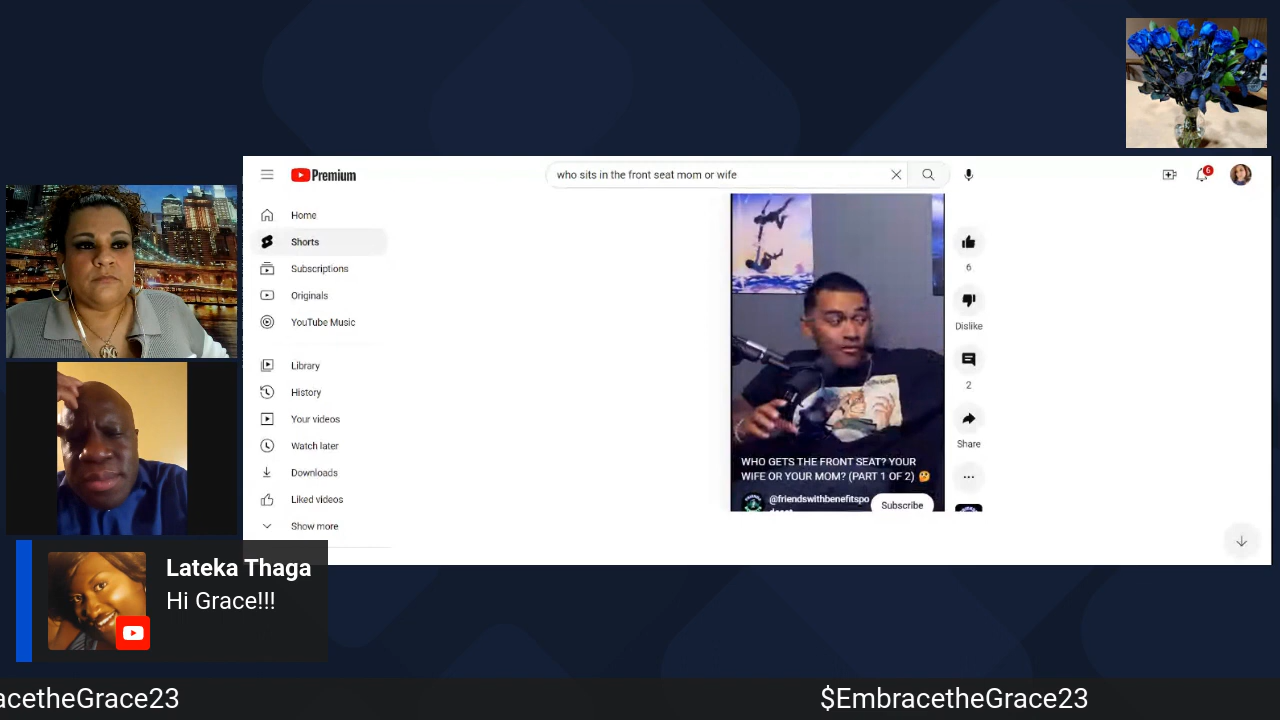 Premium
who sits in the front seat mom or wife
6
Home
Shorts
Subscriptions
Originals
YouTube Music
Library
History
Your videos
Watch later
Downloads
Liked videos
Show more
6
Dislike
2
Share
WHO GETS THE FRONT SEAT? YOUR
WIFE OR YOUR MOM? (PART 1 OF 2) 🤔
@friendswithbenefitspo
Subscribe
Lateka Thaga
Hi Grace!!!
acetheGrace23
$EmbracetheGrace23